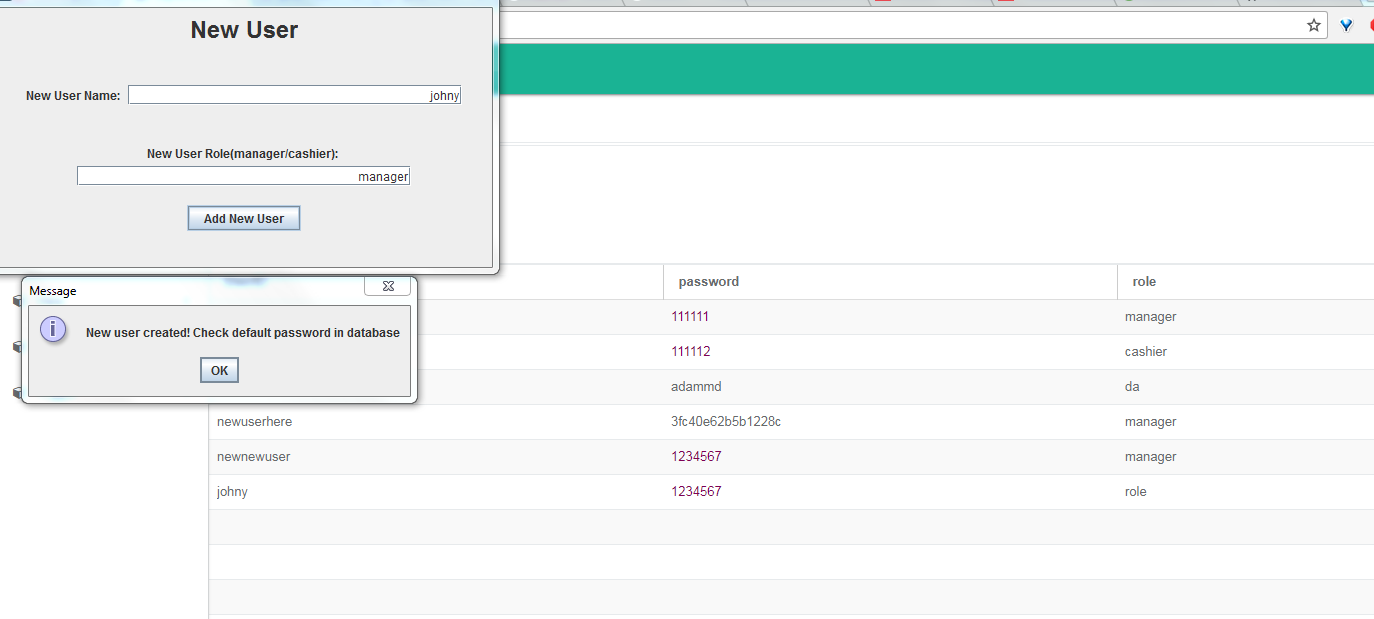 New User
New User Name: johny
New User Role(manager/cashier):
manager
Add New User
Message
New user created! Check default password in database
OK
password role
111111 manager
111112 cashier
adammd da
newuserhere 3fc40e62b5b1228c manager
newnewuser 1234567 manager
johny 1234567 role